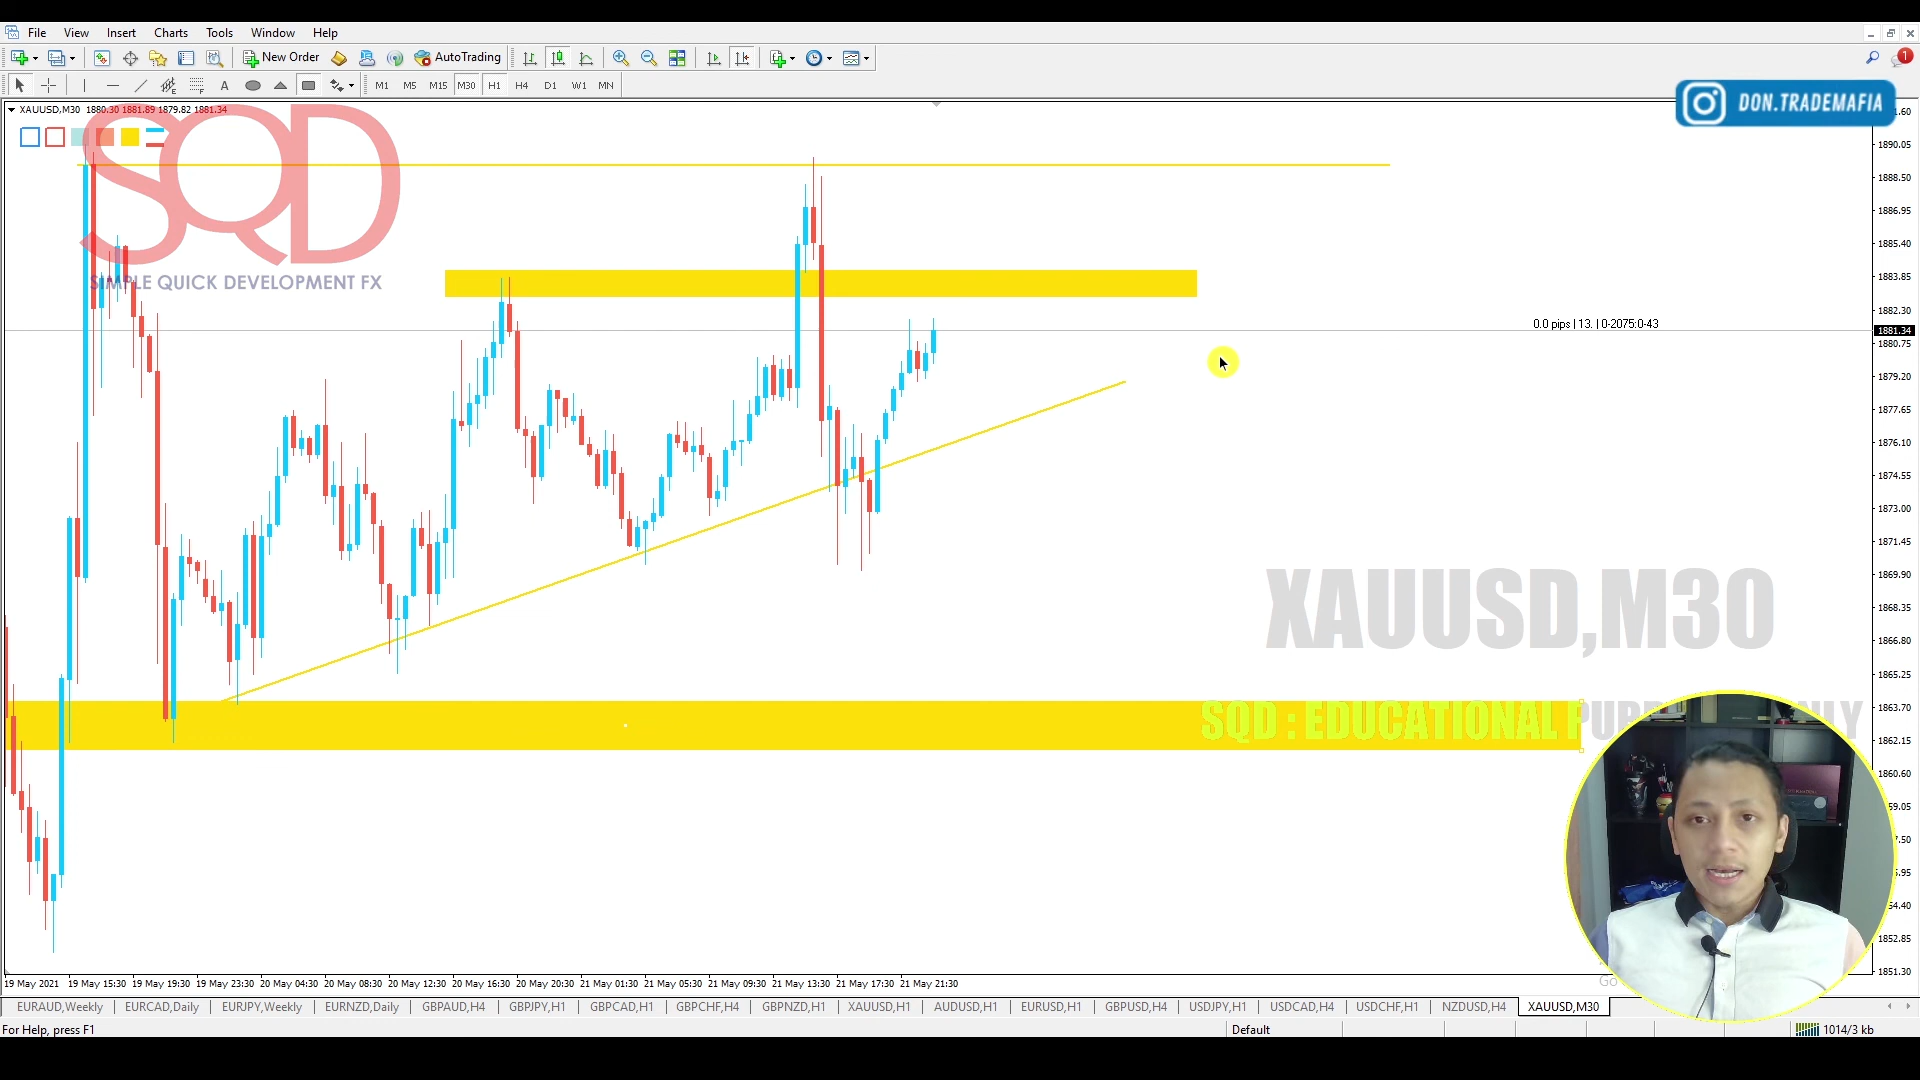 File View Insert Charts Tools Window Help
New Order AutoTrading
A M1 M5 M15 M30 H1 H4 D1 W1 MN
1
DON.TRADEMAFIA
XAUUSD,M30 1880.30 1881.89 1879.82 1881.34
SQD
SIMPLE QUICK DEVELOPMENT FX
1890.05
1888.50
1886.95
1885.40
1883.85
1882.30
0.0 pips | 13. | 0-2075:0-43
1881.34
1880.75
1879.20
1877.65
1876.10
1874.55
1873.00
1871.45
1869.90
1868.35
1866.80
1865.25
1863.70
1862.15
1860.60
1852.85
1851.30
XAUUSD,M30
SQD : EDUCATIONAL
19 May 2021 19 May 15:30 19 May 19:30 19 May 23:30 20 May 04:30 20 May 08:30 20 May 12:30 20 May 16:30 20 May 20:30 21 May 01:30 21 May 05:30 21 May 09:30 21 May 13:30 21 May 17:30 21 May 21:30
EURAUD,Weekly EURCAD,Daily EURJPY,Weekly EURNZD,Daily GBPAUD,H4 GBPJPY,H1 GBPCAD,H1 GBPCHF,H4 GBPNZD,H1 XAUUSD,H1 AUDUSD,H1 EURUSD,H1 GBPUSD,H4 USDJPY,H1 USDCAD,H4 USDCHF,H1 NZDUSD,H4 XAUUSD,M30
For Help, press F1 Default 1014/3 kb